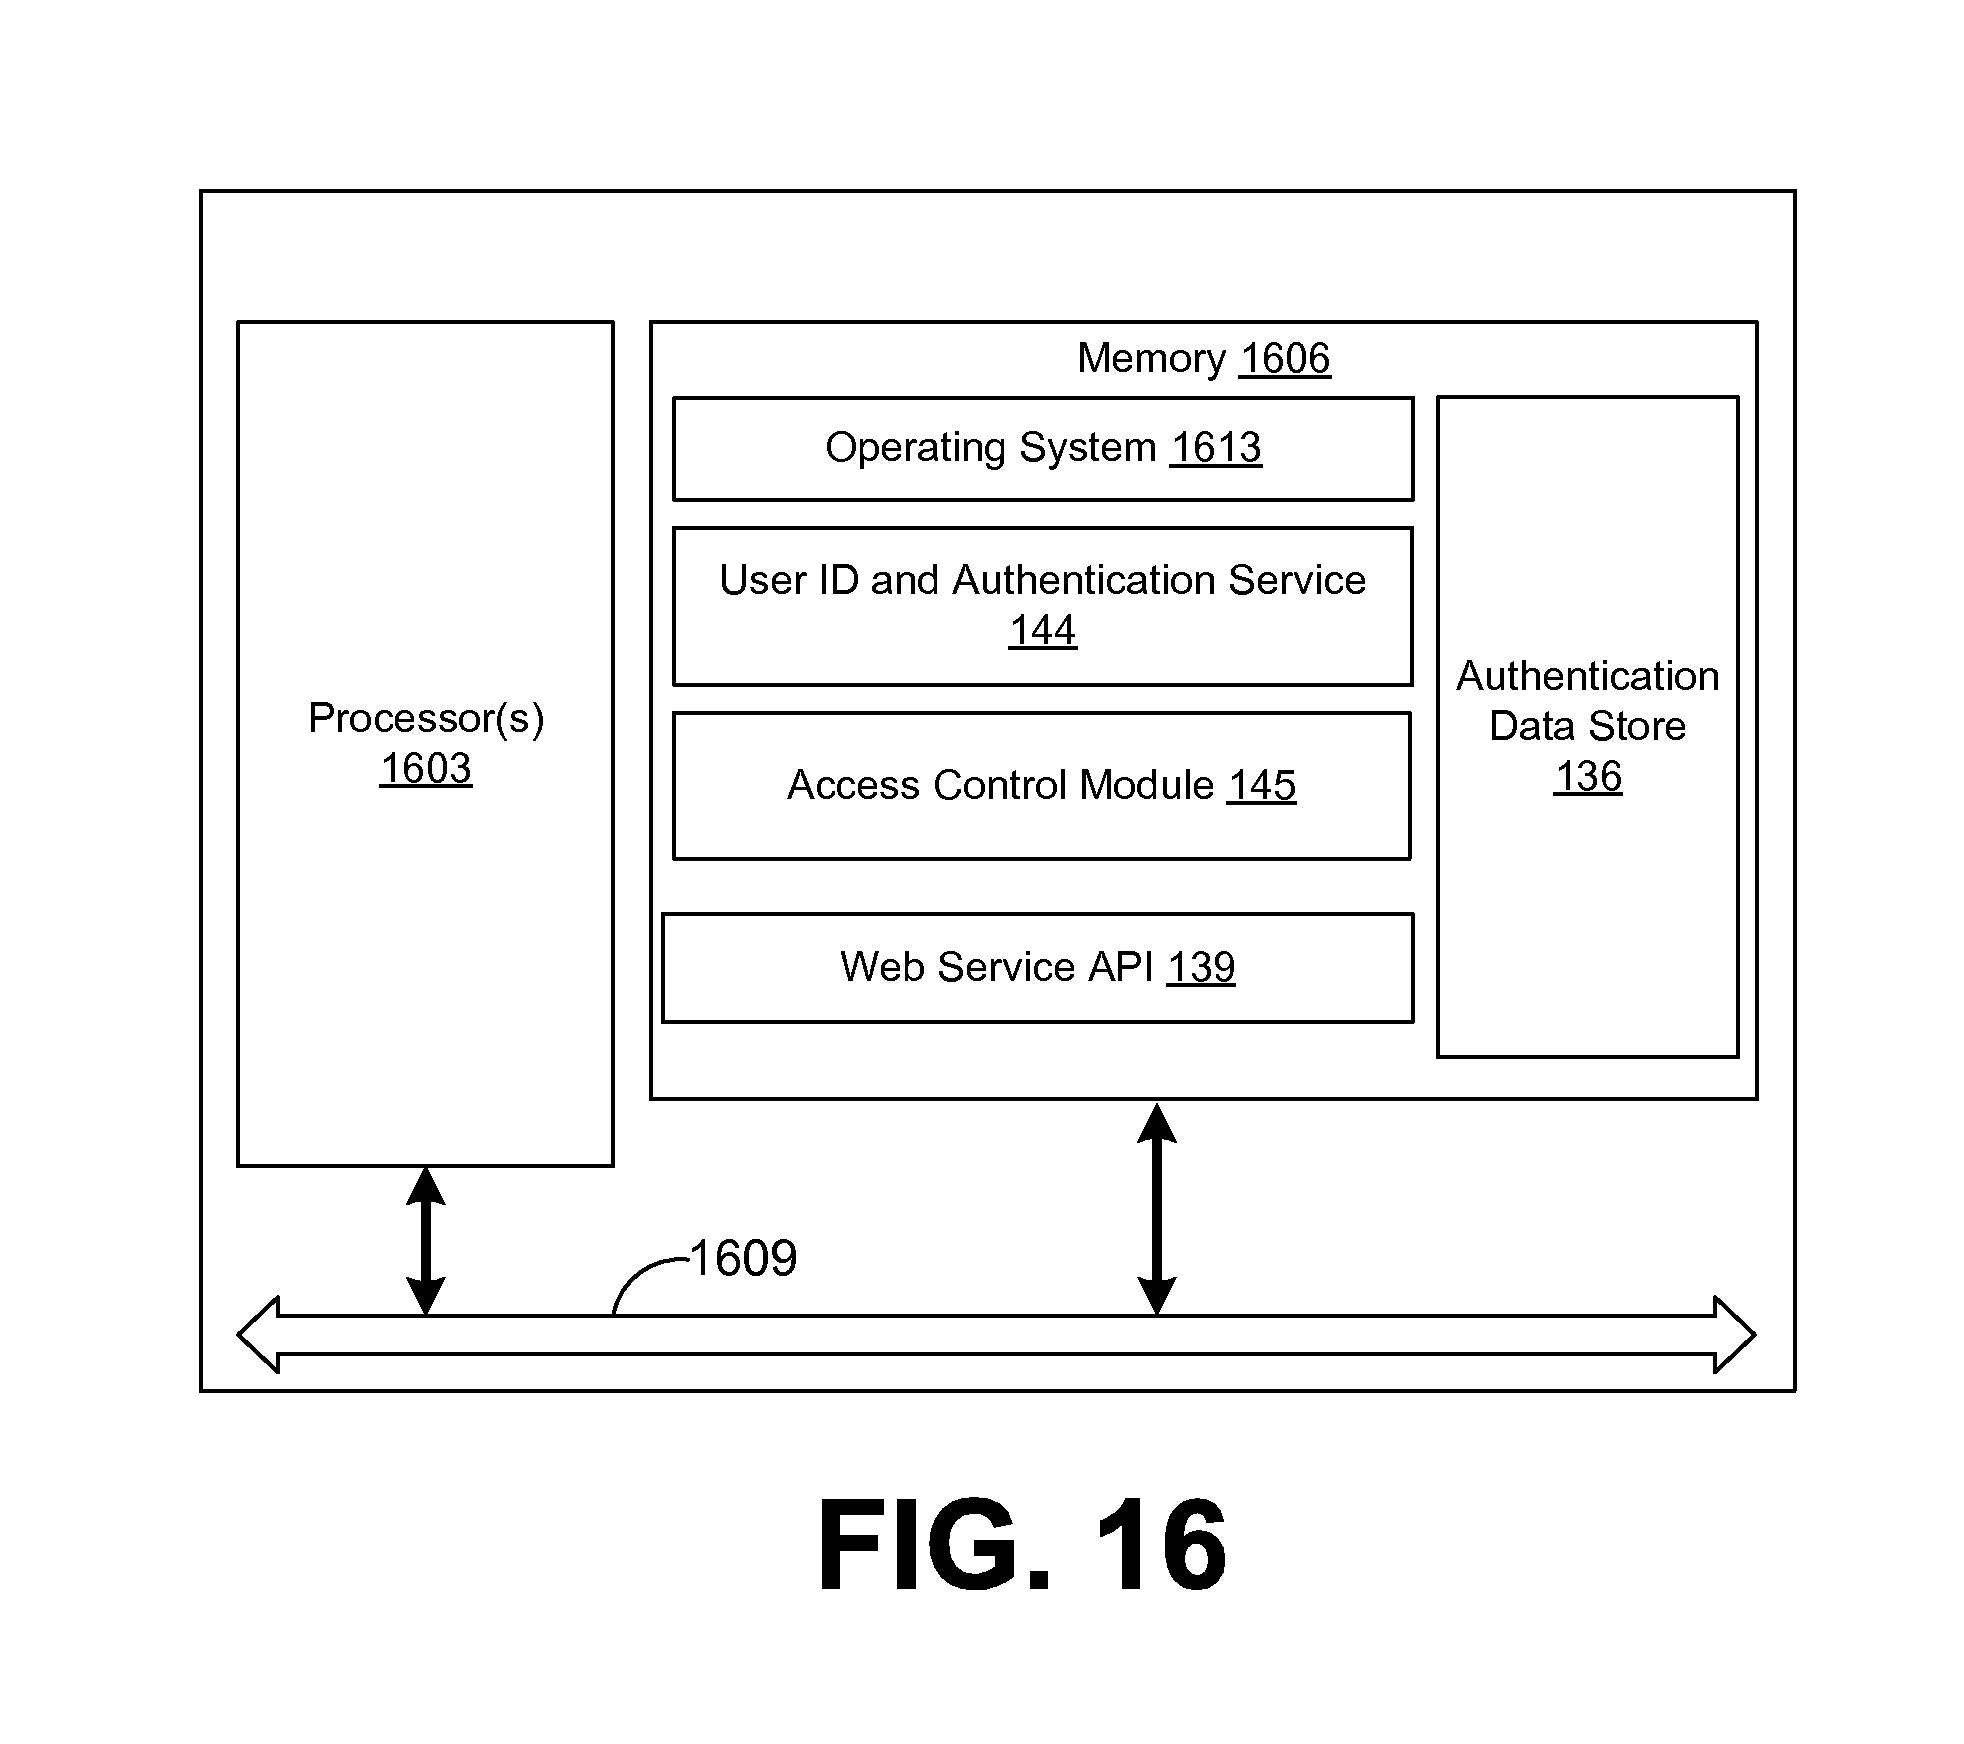 Memory 1606
Operating System 1613
User ID and Authentication Service
144
Access Control Module 145
Web Service API 139
Authentication
Data Store
136
Processor(s)
1603
1609
FIG. 16